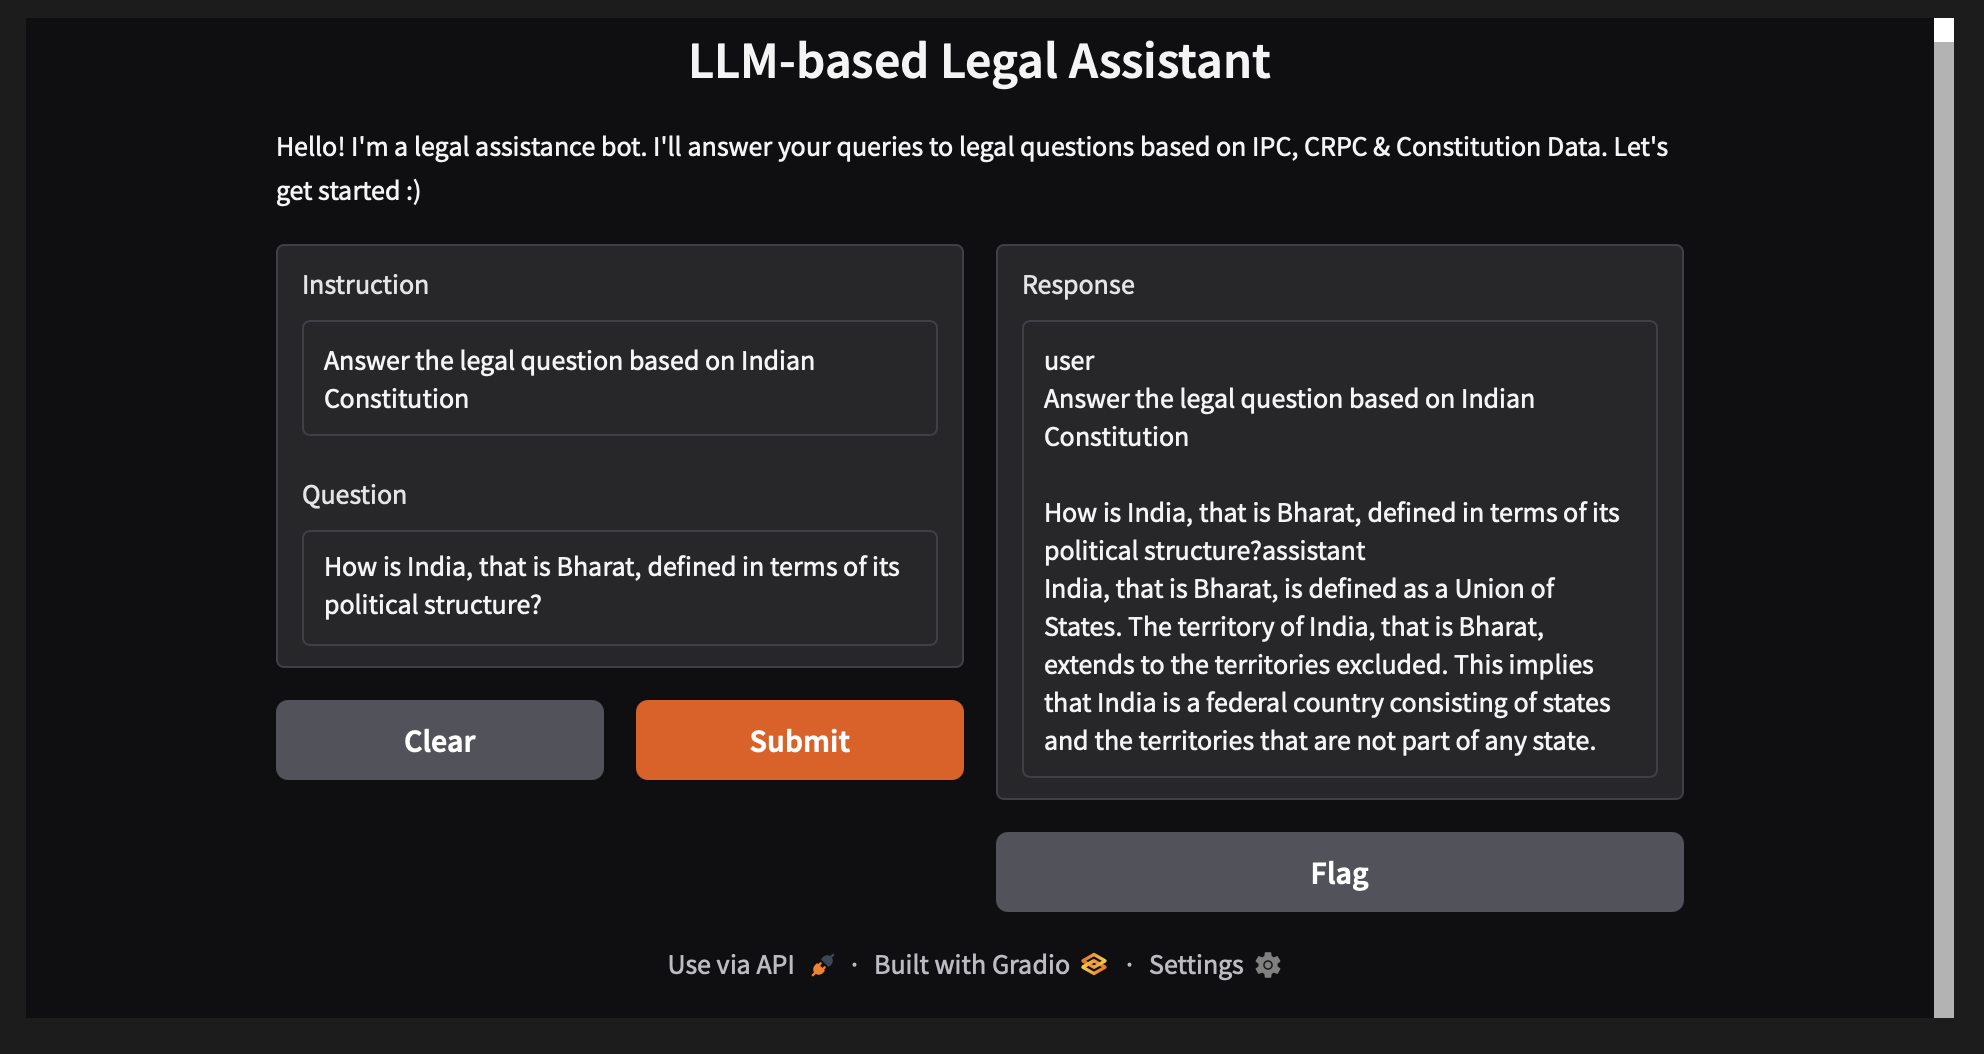 LLM-based Legal Assistant
Hello! I'm a legal assistance bot. I'll answer your queries to legal questions based on IPC, CRPC & Constitution Data. Let's
get started :)
Instruction
Answer the legal question based on Indian
Constitution
Question
How is India, that is Bharat, defined in terms of its
political structure?
Clear
Submit
Response
user
Answer the legal question based on Indian
Constitution
How is India, that is Bharat, defined in terms of its
political structure?assistant
India, that is Bharat, is defined as a Union of
States. The territory of India, that is Bharat,
extends to the territories excluded. This implies
that India is a federal country consisting of states
and the territories that are not part of any state.
Flag
Use via API · Built with Gradio · Settings